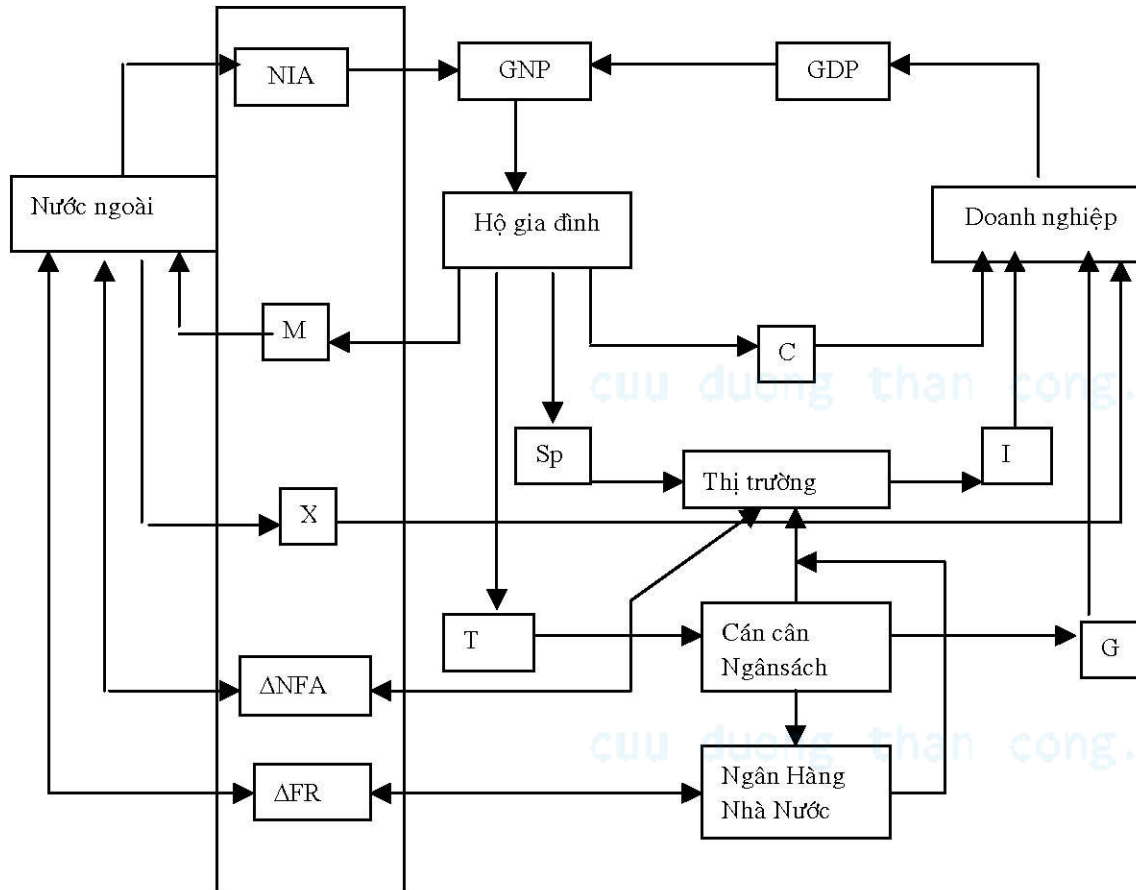 NIA
GNP
GDP
Nước ngoài
Hộ gia đình
Doanh nghiệp
M
C
cuu duong than cong.
Sp
Thị trường
I
X
T
Cán cân
Ngânsách
G
ΔNFA
cuu duong than cong.
Ngân Hàng
Nhà Nước
ΔFR